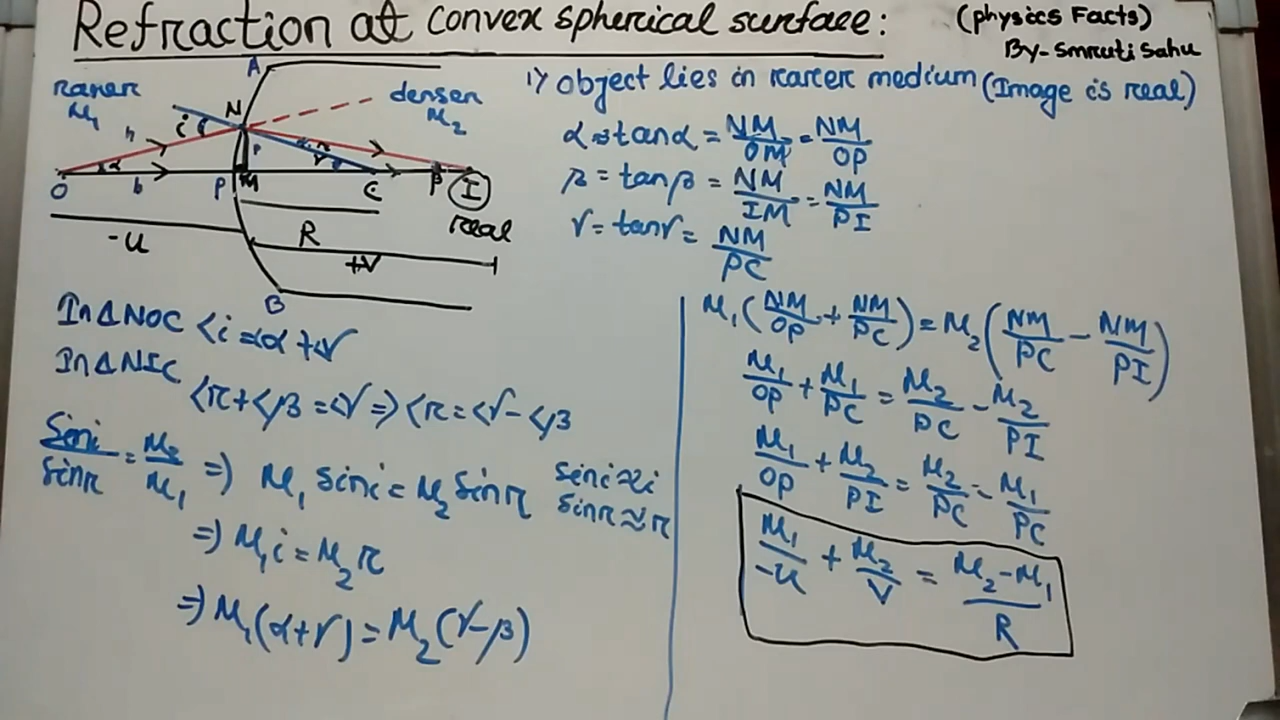 Refraction at convex spherical surface:
(Physics Facts)
By-Smruti Sahu
A
rarer
μ₁
denser
μ₂
N
i
r
h
α
γ
O
b
P
M
C
β
I
real
-u
R
+V
B
1) Object lies in rarer medium (Image is real)
α ≈ tanα = NM/OM = NM/OP
β = tanβ = NM/IM = NM/PI
γ = tanγ = NM/PC
In ΔNOC <i = α + γ
In ΔNIC
<r + <β = <γ => <r = <γ - <β
Sini/Sinr = μ₂/μ₁ => μ₁ Sini = μ₂ Sinr
Sini ≈ i
Sinr ≈ r
=> μ₁i = μ₂r
=> μ₁(α+γ) = μ₂(γ-β)
μ₁(NM/OP + NM/PC) = μ₂(NM/PC - NM/PI)
μ₁/OP + μ₁/PC = μ₂/PC - μ₂/PI
μ₁/OP + μ₂/PI = μ₂/PC - μ₁/PC
μ₁/-u + μ₂/V = μ₂-μ₁/R